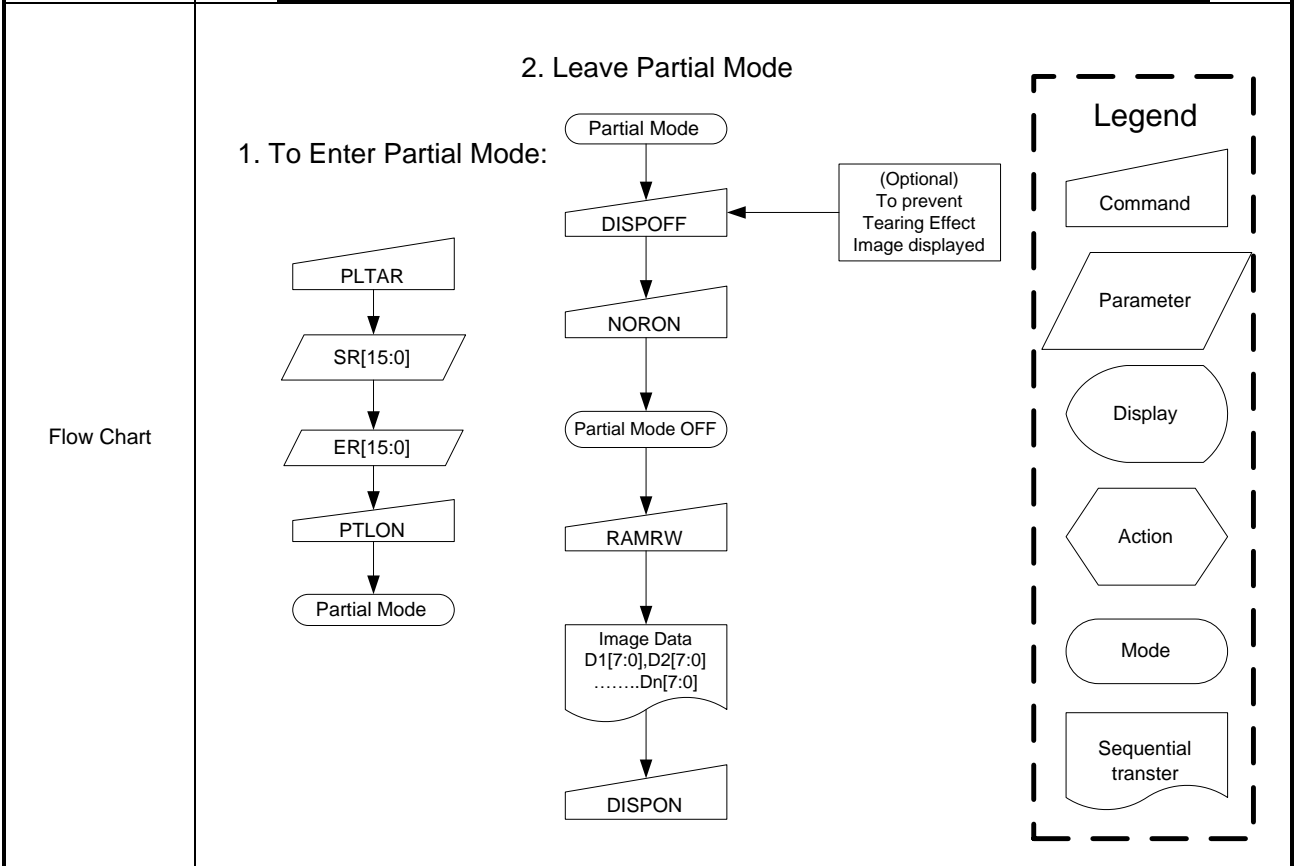 Flow Chart
1. To Enter Partial Mode:
PLTAR
SR[15:0]
ER[15:0]
PTLON
Partial Mode
2. Leave Partial Mode
Partial Mode
DISPOFF
(Optional)
To prevent
Tearing Effect
Image displayed
NORON
Partial Mode OFF
RAMRW
Image Data
D1[7:0],D2[7:0]
……..Dn[7:0]
DISPON
Legend
Command
Parameter
Display
Action
Mode
Sequential
transter